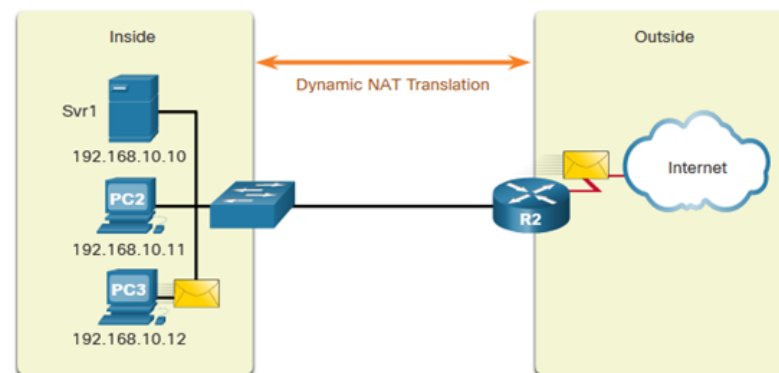 Inside
Outside
Dynamic NAT Translation
Svr1
192.168.10.10
Internet
PC2
R2
192.168.10.11
PC3
192.168.10.12